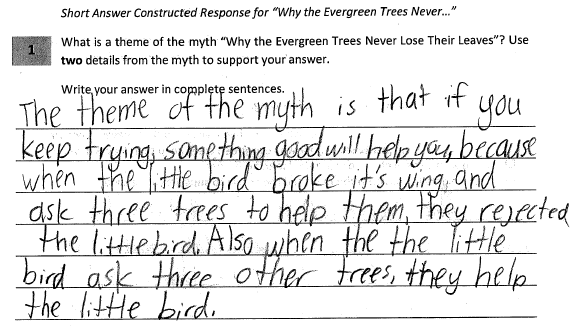 Short Answer Constructed Response for "Why the Evergreen Trees Never..."
1
What is a theme of the myth "Why the Evergreen Trees Never Lose Their Leaves"? Use
two details from the myth to support your answer.
Write your answer in complete sentences.
The theme of the myth is that if you
keep trying, something good will help you, because
when the little bird broke it's wing, and
ask three trees to help them, they rejected
the little bird. Also when the the little
bird ask three other trees, they help
the little bird.